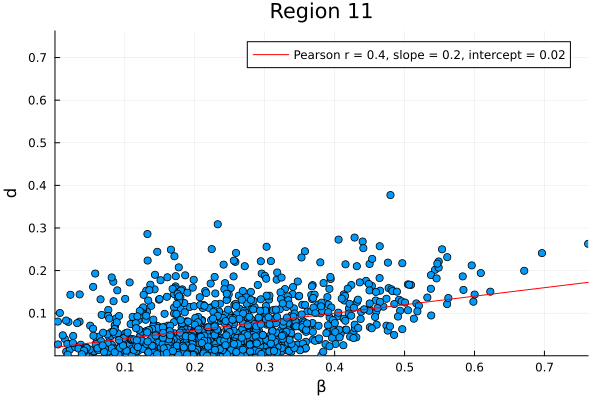 Region 11
Pearson r = 0.4, slope = 0.2, intercept = 0.02
0.7
0.6
0.5
0.4
0.3
0.2
0.1
d
0.1 0.2 0.3 0.4 0.5 0.6 0.7
β